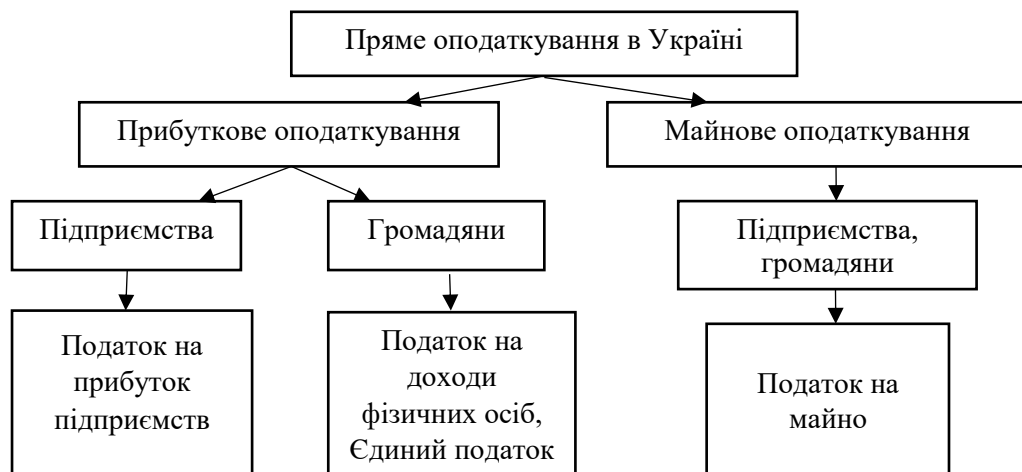 Пряме оподаткування в Україні
Прибуткове оподаткування
Майнове оподаткування
Підприємства
Громадяни
Підприємства,
громадяни
Податок на
прибуток
підприємств
Податок на
доходи
фізичних осіб,
Єдиний податок
Податок на
майно